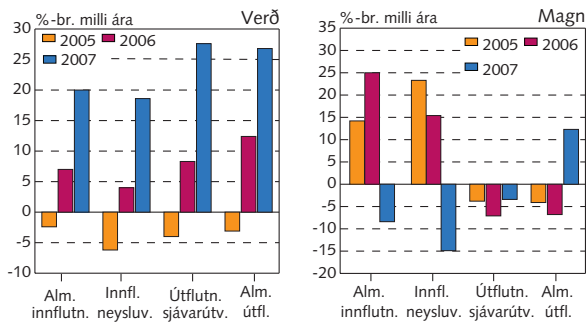 %-br. milli ára
Verð
2005
2006
2007
30
25
20
15
10
5
0
-5
-10
Alm. innflutn.
Innfl. neysluv.
Útflutn. sjávarútv.
Alm. útfl.
%-br. milli ára
Magn
2005
2006
2007
35
30
25
20
15
10
5
0
-5
-10
-15
-20
Alm. innflutn.
Innfl. neysluv.
Útflutn. sjávarútv.
Alm. útfl.